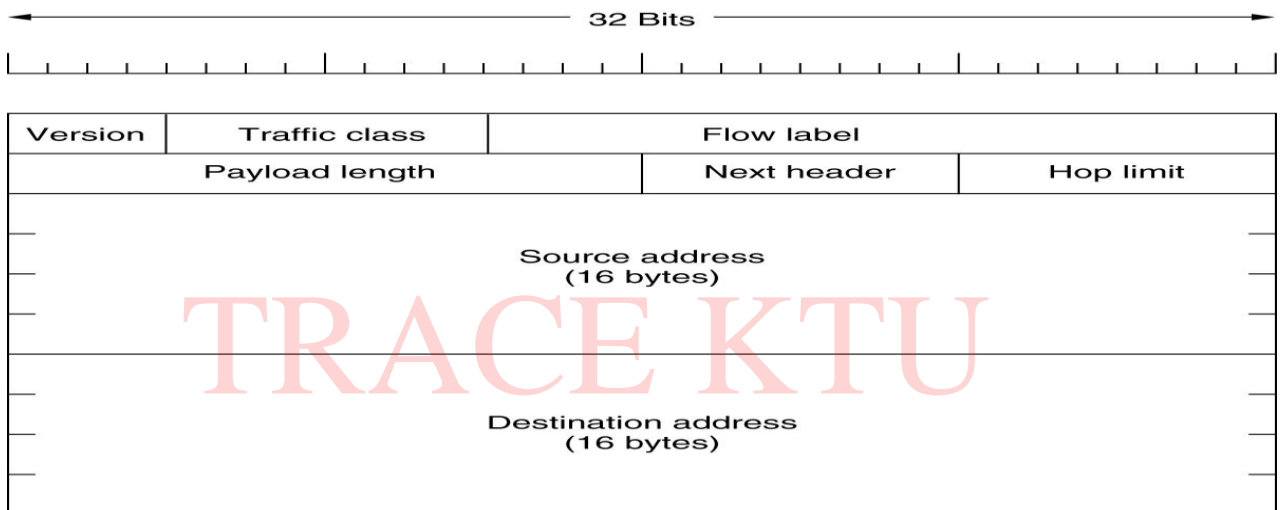 32 Bits
Version Traffic class Flow label
Payload length Next header Hop limit
Source address
(16 bytes)
TRACE KTU
Destination address
(16 bytes)